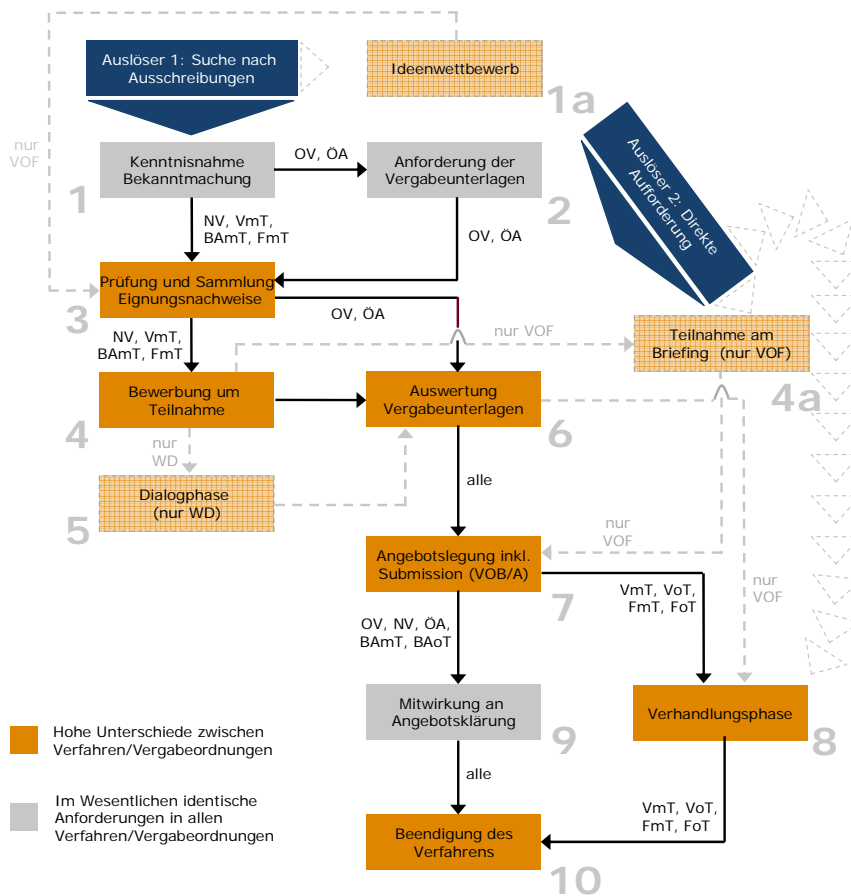 Auslöser 1: Suche nach
Ausschreibungen
Ideenwettbewerb
1a
nur
VOF
Auslöser 2: Direkte
Aufforderung
Kenntnisnahme
Bekanntmachung
1
OV, ÖA
Anforderung der
Vergabeunterlagen
2
NV, VmT,
BAmT, FmT
OV, ÖA
Prüfung und Sammlung
Eignungsnachweise
3
OV, ÖA
NV, VmT,
BAmT, FmT
nur VOF
Teilnahme am
Briefing (nur VOF)
4a
Bewerbung um
Teilnahme
4
Auswertung
Vergabeunterlagen
6
nur
WD
Dialogphase
(nur WD)
5
alle
nur
VOF
Angebotslegung inkl.
Submission (VOB/A)
7
VmT, VoT,
FmT, FoT
nur
VOF
OV, NV, ÖA,
BAmT, BAoT
Mitwirkung an
Angebotsklärung
9
Verhandlungsphase
8
Hohe Unterschiede zwischen
Verfahren/Vergabeordnungen
alle
Im Wesentlichen identische
Anforderungen in allen
Verfahren/Vergabeordnungen
VmT, VoT,
FmT, FoT
Beendigung des
Verfahrens
10